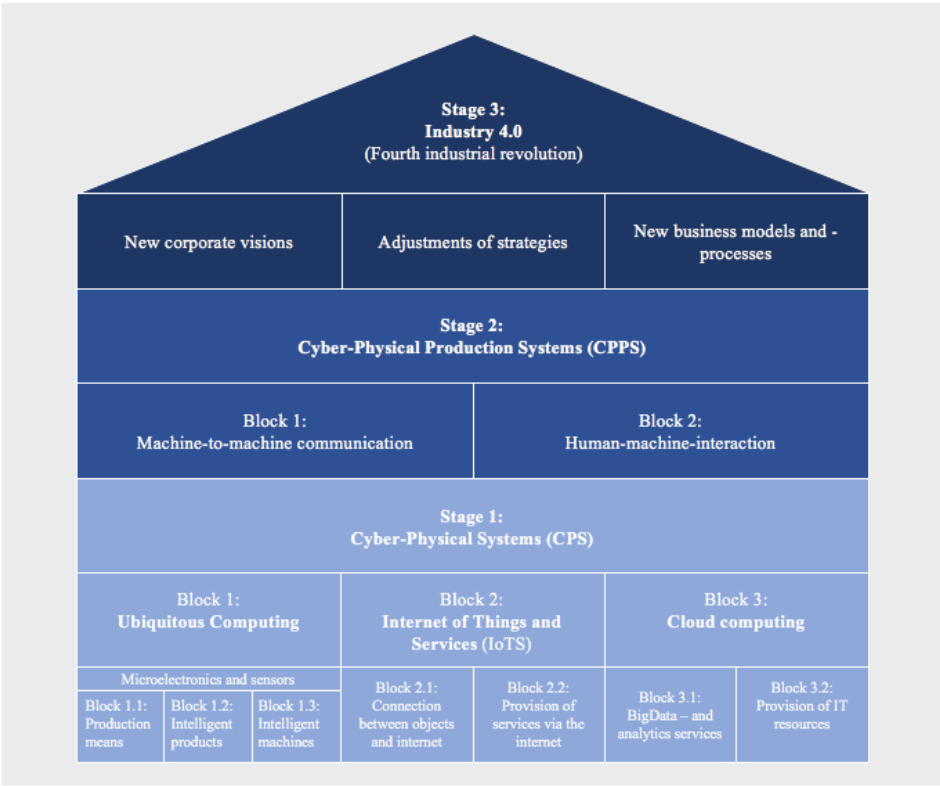 Stage 3:
Industry 4.0
(Fourth industrial revolution)
New corporate visions
Adjustments of strategies
New business models and -
processes
Stage 2:
Cyber-Physical Production Systems (CPPS)
Block 1:
Machine-to-machine communication
Block 2:
Human-machine-interaction
Stage 1:
Cyber-Physical Systems (CPS)
Block 1:
Ubiquitous Computing
Block 2:
Internet of Things and
Services (IoTS)
Block 3:
Cloud computing
Microelectronics and sensors
Block 1.1:
Production
means
Block 1.2:
Intelligent
products
Block 1.3:
Intelligent
machines
Block 2.1:
Connection
between objects
and internet
Block 2.2:
Provision of
services via the
internet
Block 3.1:
BigData – and
analytics services
Block 3.2:
Provision of IT
resources